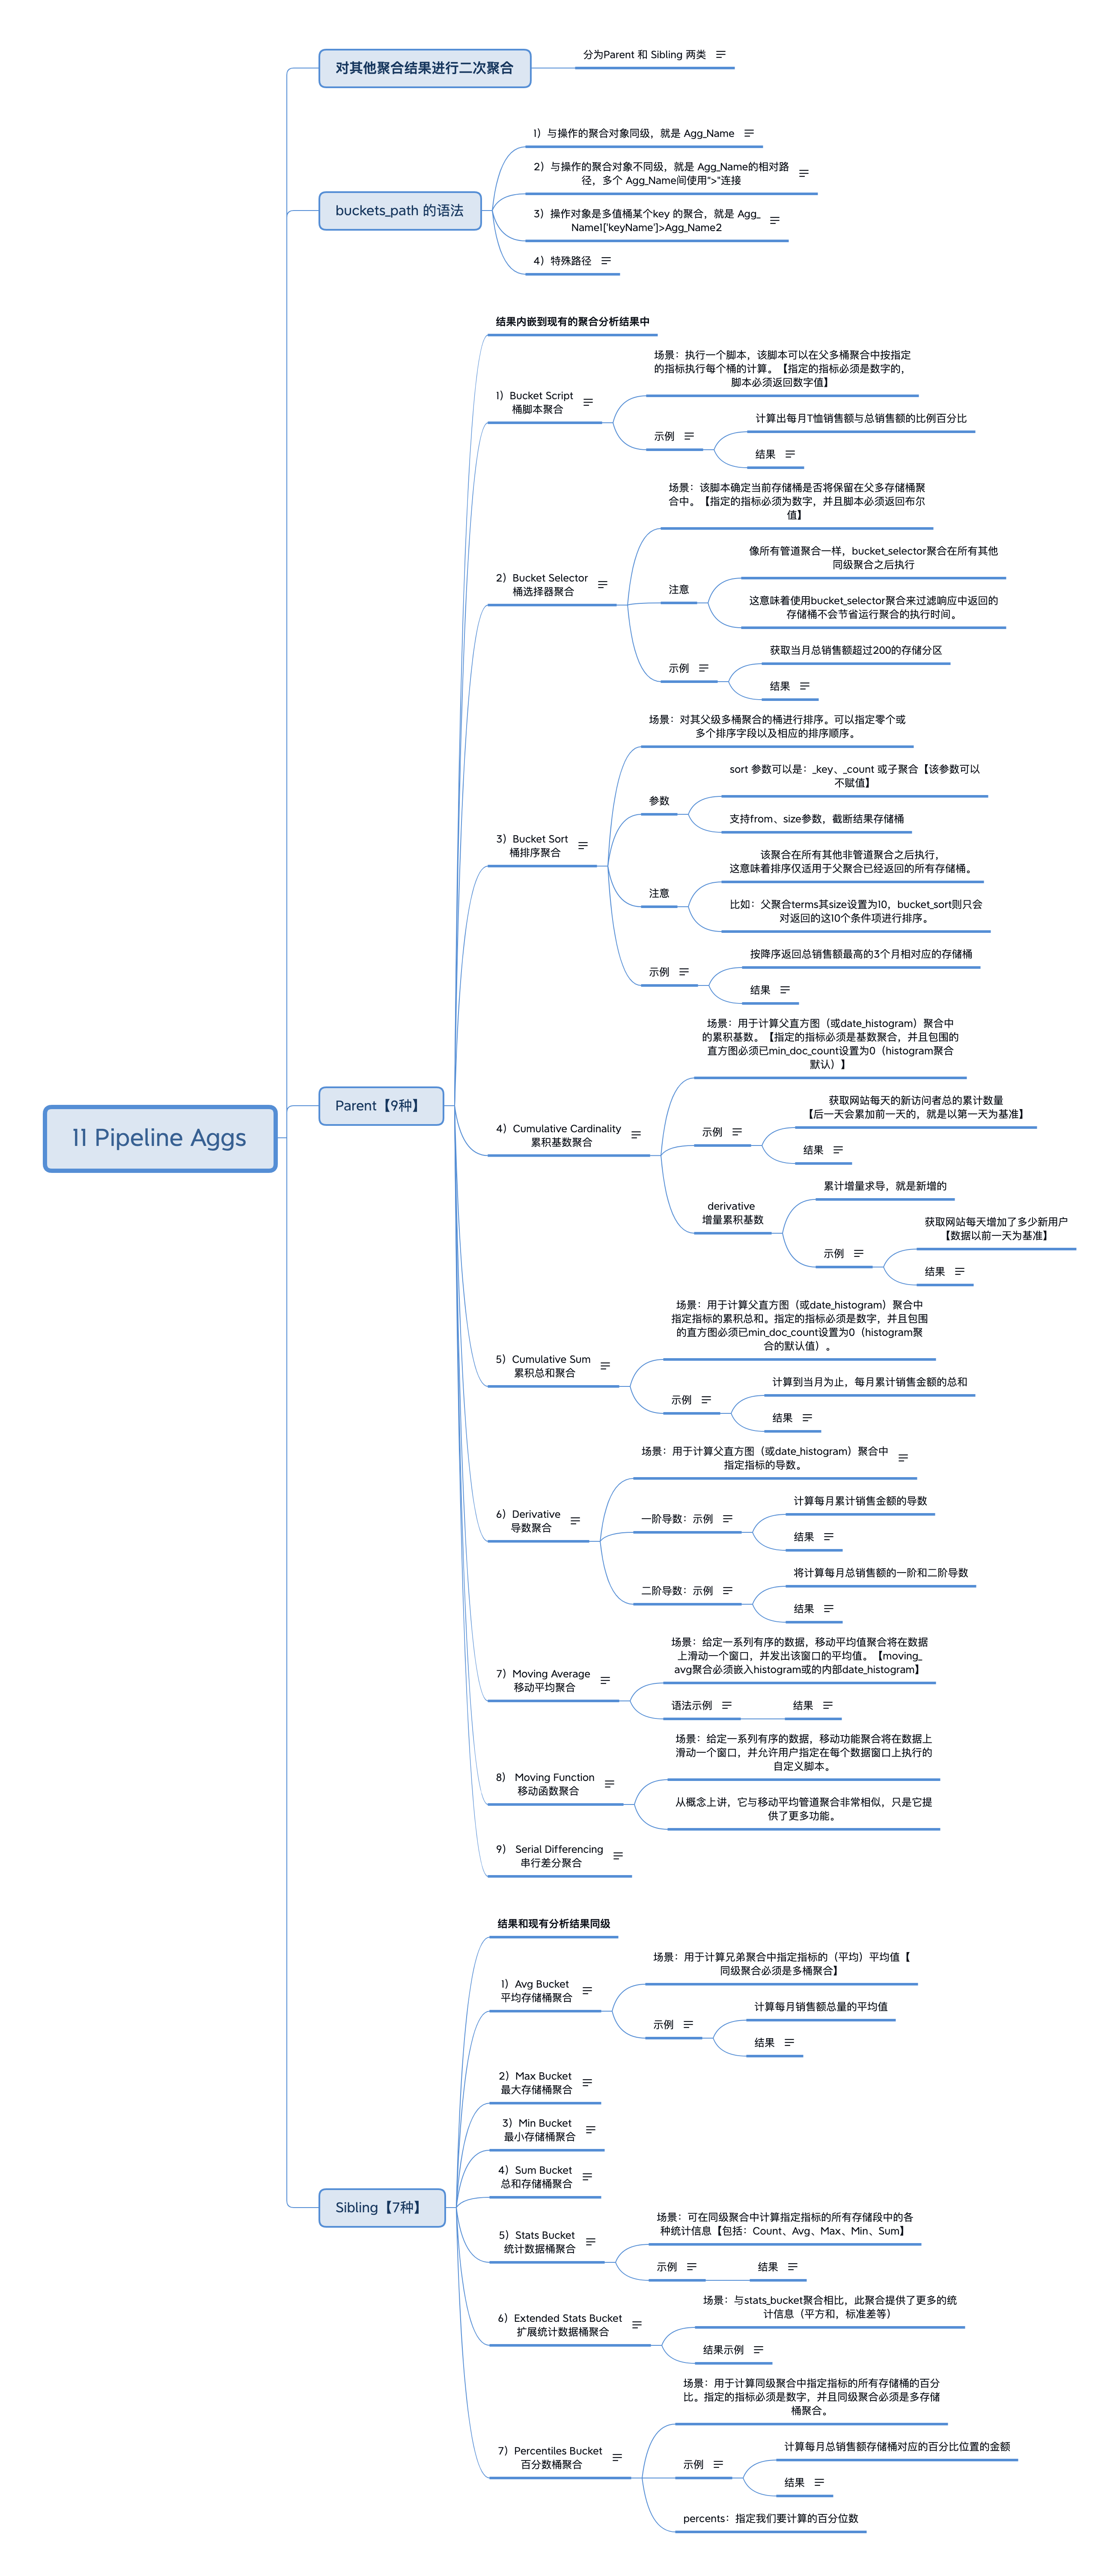 对其他聚合结果进行二次聚合
分为Parent 和 Sibling 两类
buckets_path 的语法
1）与操作的聚合对象同级，就是 Agg_Name
2）与操作的聚合对象不同级，就是 Agg_Name的相对路
径，多个 Agg_Name间使用“>”连接
3）操作对象是多值桶某个key 的聚合，就是 Agg_
Name1['keyName']>Agg_Name2
4）特殊路径
11 Pipeline Aggs
Parent【9种】
结果内嵌到现有的聚合分析结果中
1）Bucket Script
桶脚本聚合
场景：执行一个脚本，该脚本可以在父多桶聚合中按指定
的指标执行每个桶的计算。【指定的指标必须是数字的，
脚本必须返回数字值】
示例
计算出每月T恤销售额与总销售额的比例百分比
结果
2）Bucket Selector
桶选择器聚合
场景：该脚本确定当前存储桶是否将保留在父多存储桶聚
合中。【指定的指标必须为数字，并且脚本必须返回布尔
值】
注意
像所有管道聚合一样，bucket_selector聚合在所有其他
同级聚合之后执行
这意味着使用bucket_selector聚合来过滤响应中返回的
存储桶不会节省运行聚合的执行时间。
示例
获取当月总销售额超过200的存储分区
结果
3）Bucket Sort
桶排序聚合
场景：对其父级多桶聚合的桶进行排序。可以指定零个或
多个排序字段以及相应的排序顺序。
参数
sort 参数可以是：_key、_count 或子聚合【该参数可以
不赋值】
支持from、size参数，截断结果存储桶
注意
该聚合在所有其他非管道聚合之后执行，
这意味着排序仅适用于父聚合已经返回的所有存储桶。
比如：父聚合terms其size设置为10，bucket_sort则只会
对返回的这10个条件项进行排序。
示例
按降序返回总销售额最高的3个月相对应的存储桶
结果
4）Cumulative Cardinality
累积基数聚合
场景：用于计算父直方图（或date_histogram）聚合中
的累积基数。【指定的指标必须是基数聚合，并且包围的
直方图必须已min_doc_count设置为0（histogram聚合
默认）】
示例
获取网站每天的新访问者总的累计数量
【后一天会累加前一天的，就是以第一天为基准】
结果
derivative
增量累积基数
累计增量求导，就是新增的
示例
获取网站每天增加了多少新用户
【数据以前一天为基准】
结果
5）Cumulative Sum
累积总和聚合
场景：用于计算父直方图（或date_histogram）聚合中
指定指标的累积总和。指定的指标必须是数字，并且包围
的直方图必须已min_doc_count设置为0（histogram聚
合的默认值）。
示例
计算到当月为止，每月累计销售金额的总和
结果
6）Derivative
导数聚合
场景：用于计算父直方图（或date_histogram）聚合中
指定指标的导数。
一阶导数：示例
计算每月累计销售金额的导数
结果
二阶导数：示例
将计算每月总销售额的一阶和二阶导数
结果
7）Moving Average
移动平均聚合
场景：给定一系列有序的数据，移动平均值聚合将在数据
上滑动一个窗口，并发出该窗口的平均值。【moving_
avg聚合必须嵌入histogram或的内部date_histogram】
语法示例
结果
8） Moving Function
移动函数聚合
场景：给定一系列有序的数据，移动功能聚合将在数据上
滑动一个窗口，并允许用户指定在每个数据窗口上执行的
自定义脚本。
从概念上讲，它与移动平均管道聚合非常相似，只是它提
供了更多功能。
9） Serial Differencing
串行差分聚合
Sibling【7种】
结果和现有分析结果同级
1）Avg Bucket
平均存储桶聚合
场景：用于计算兄弟聚合中指定指标的（平均）平均值【
同级聚合必须是多桶聚合】
示例
计算每月销售额总量的平均值
结果
2）Max Bucket
最大存储桶聚合
3）Min Bucket
最小存储桶聚合
4）Sum Bucket
总和存储桶聚合
5）Stats Bucket
统计数据桶聚合
场景：可在同级聚合中计算指定指标的所有存储段中的各
种统计信息【包括：Count、Avg、Max、Min、Sum】
示例
结果
6）Extended Stats Bucket
扩展统计数据桶聚合
场景：与stats_bucket聚合相比，此聚合提供了更多的统
计信息（平方和，标准差等）
结果示例
7）Percentiles Bucket
百分数桶聚合
场景：用于计算同级聚合中指定指标的所有存储桶的百分
比。指定的指标必须是数字，并且同级聚合必须是多存储
桶聚合。
示例
计算每月总销售额存储桶对应的百分比位置的金额
结果
percents：指定我们要计算的百分位数